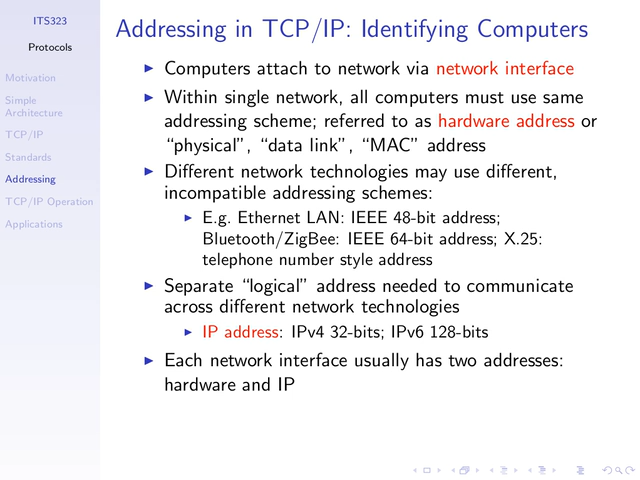 ITS323
Protocols
Motivation
Simple
Architecture
TCP/IP
Standards
Addressing
TCP/IP Operation
Applications
Addressing in TCP/IP: Identifying Computers
Computers attach to network via network interface
Within single network, all computers must use same
addressing scheme; referred to as hardware address or
“physical”, “data link”, “MAC” address
Different network technologies may use different,
incompatible addressing schemes:
E.g. Ethernet LAN: IEEE 48-bit address;
Bluetooth/ZigBee: IEEE 64-bit address; X.25:
telephone number style address
Separate “logical” address needed to communicate
across different network technologies
IP address: IPv4 32-bits; IPv6 128-bits
Each network interface usually has two addresses:
hardware and IP